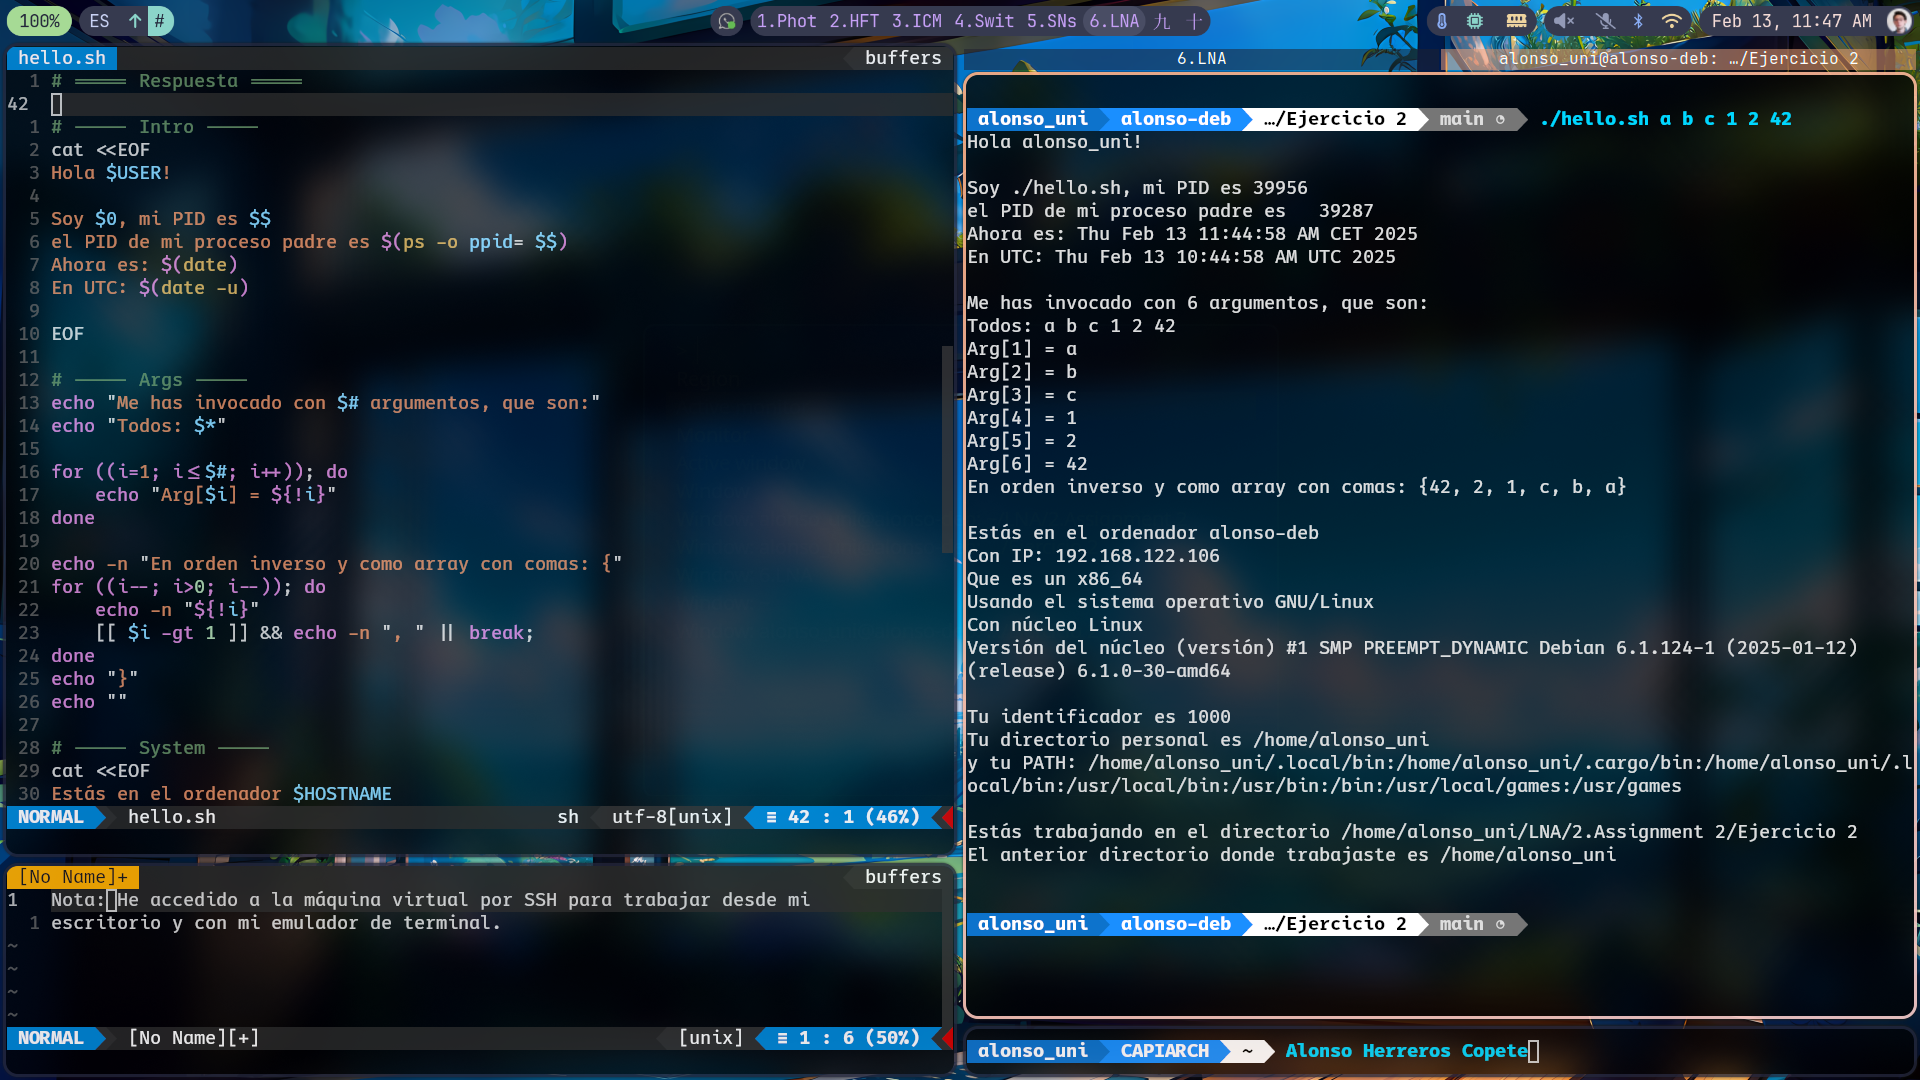 100% ES ↑ # 1.Phot 2.HFT 3.ICM 4.Swit 5.SNs 6.LNA 九 十 Feb 13, 11:47 AM
hello.sh buffers
1 # ════ Respuesta ════
42
1 # ──── Intro ────
2 cat <<EOF
3 Hola $USER!
4
5 Soy $0, mi PID es $$
6 el PID de mi proceso padre es $(ps -o ppid= $$)
7 Ahora es: $(date)
8 En UTC: $(date -u)
9
10 EOF
11
12 # ──── Args ────
13 echo "Me has invocado con $# argumentos, que son:"
14 echo "Todos: $*"
15
16 for ((i=1; i≤$#; i++)); do
17     echo "Arg[$i] = ${!i}"
18 done
19
20 echo -n "En orden inverso y como array con comas: {"
21 for ((i--; i>0; i--)); do
22     echo -n "${!i}"
23     [[ $i -gt 1 ]] && echo -n ", " || break;
24 done
25 echo "}"
26 echo ""
27
28 # ──── System ────
29 cat <<EOF
30 Estás en el ordenador $HOSTNAME
NORMAL hello.sh sh utf-8[unix] ≡ 42 : 1 (46%)
[No Name]+ buffers
1 Nota: He accedido a la máquina virtual por SSH para trabajar desde mi
1 escritorio y con mi emulador de terminal.
~
~
~
~
NORMAL [No Name][+] [unix] ≡ 1 : 6 (50%)
6.LNA alonso_uni@alonso-deb: …/Ejercicio 2
alonso_uni alonso-deb …/Ejercicio 2 main ./hello.sh a b c 1 2 42
Hola alonso_uni!

Soy ./hello.sh, mi PID es 39956
el PID de mi proceso padre es   39287
Ahora es: Thu Feb 13 11:44:58 AM CET 2025
En UTC: Thu Feb 13 10:44:58 AM UTC 2025

Me has invocado con 6 argumentos, que son:
Todos: a b c 1 2 42
Arg[1] = a
Arg[2] = b
Arg[3] = c
Arg[4] = 1
Arg[5] = 2
Arg[6] = 42
En orden inverso y como array con comas: {42, 2, 1, c, b, a}

Estás en el ordenador alonso-deb
Con IP: 192.168.122.106
Que es un x86_64
Usando el sistema operativo GNU/Linux
Con núcleo Linux
Versión del núcleo (versión) #1 SMP PREEMPT_DYNAMIC Debian 6.1.124-1 (2025-01-12)
(release) 6.1.0-30-amd64

Tu identificador es 1000
Tu directorio personal es /home/alonso_uni
y tu PATH: /home/alonso_uni/.local/bin:/home/alonso_uni/.cargo/bin:/home/alonso_uni/.l
ocal/bin:/usr/local/bin:/usr/bin:/bin:/usr/local/games:/usr/games

Estás trabajando en el directorio /home/alonso_uni/LNA/2.Assignment 2/Ejercicio 2
El anterior directorio donde trabajaste es /home/alonso_uni

alonso_uni alonso-deb …/Ejercicio 2 main
alonso_uni CAPIARCH ~ Alonso Herreros Copete